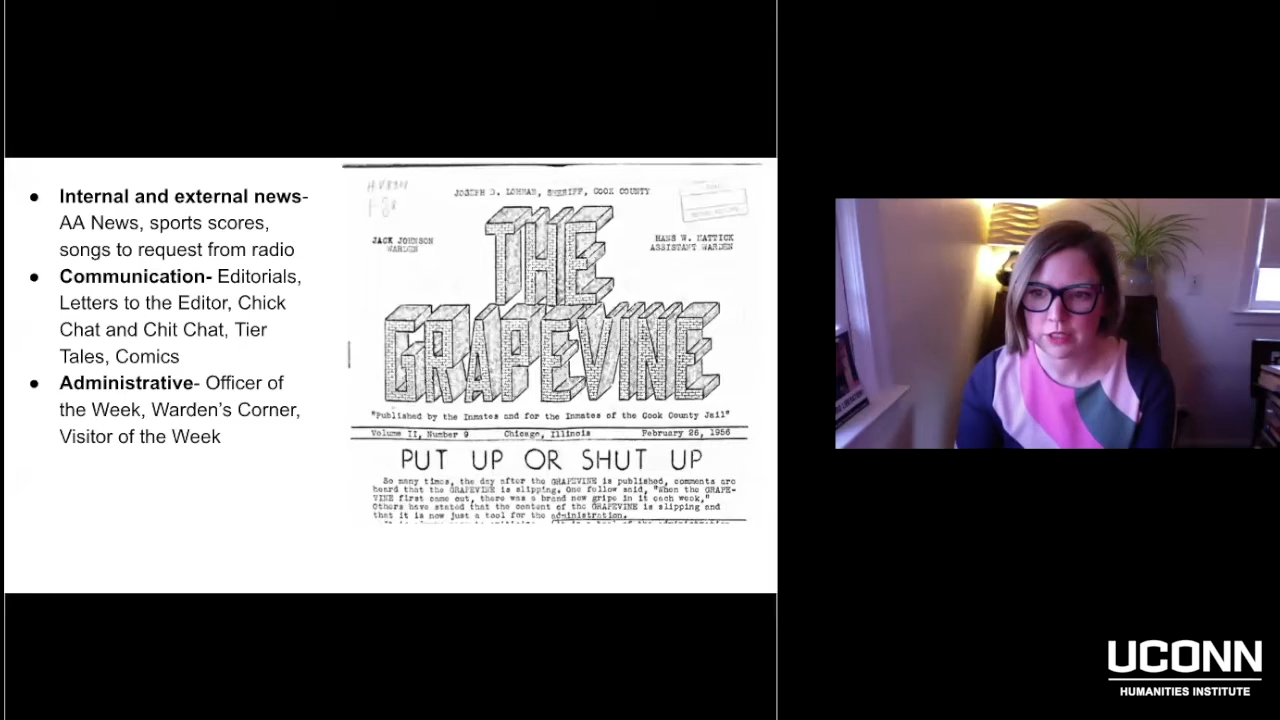 Internal and external news-
AA News, sports scores,
songs to request from radio
Communication- Editorials,
Letters to the Editor, Chick
Chat and Chit Chat, Tier
Tales, Comics
Administrative- Officer of
the Week, Warden's Corner,
Visitor of the Week
JOSEPH D. LOHMAN, SHERIFF, COOK COUNTY
JACK JOHNSON
WARDEN
HANS W. MATTICK
ASSISTANT WARDEN
THE
GRAPEVINE
"Published by the Inmates and for the Inmates of the Cook County Jail"
Volume II, Number 9 Chicago, Illinois February 26, 1956
PUT UP OR SHUT UP
So many times, the day after the GRAPEVINE is published, comments are
heard that the GRAPEVINE is slipping. One fellow said, "When the GRAPE-
VINE first came out, there was a brand new gripe in it each week,"
Others have stated that the content of the GRAPEVINE is slipping and
that it is now just a tool for the administration.
UCONN
HUMANITIES INSTITUTE